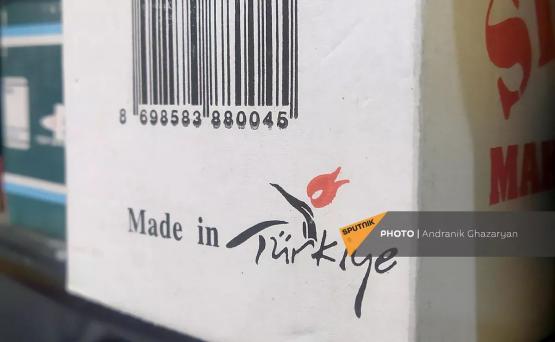 8 698583 880045
Made in Türkiye
SPUTNIK PHOTO | Andranik Ghazaryan